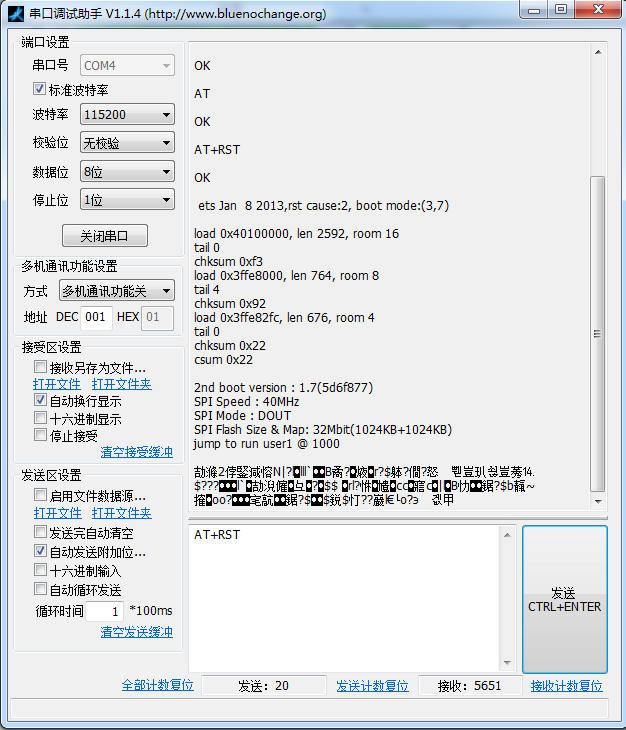 串口调试助手 V1.1.4 (http://www.bluenochange.org)
端口设置
串口号 COM4
标准波特率
波特率 115200
校验位 无校验
数据位 8位
停止位 1位
关闭串口
多机通讯功能设置
方式 多机通讯功能关
地址 DEC 001 HEX 01
接受区设置
接收另存为文件...
打开文件 打开文件夹
自动换行显示
十六进制显示
停止接受
清空接受缓冲
发送区设置
启用文件数据源...
打开文件 打开文件夹
发送完自动清空
自动发送附加位...
十六进制输入
自动循环发送
循环时间 1 *100ms
清空发送缓冲
OK
AT
OK
AT+RST
OK
ets Jan  8 2013,rst cause:2, boot mode:(3,7)
load 0x40100000, len 2592, room 16
tail 0
chksum 0xf3
load 0x3ffe8000, len 764, room 8
tail 4
chksum 0x92
load 0x3ffe82fc, len 676, room 4
tail 0
chksum 0x22
csum 0x22
2nd boot version : 1.7(5d6f877)
SPI Speed : 40MHz
SPI Mode : DOUT
SPI Flash Size & Map: 32Mbit(1024KB+1024KB)
jump to run user1 @ 1000
AT+RST
发送
CTRL+ENTER
全部计数复位 发送：20 发送计数复位 接收：5651 接收计数复位